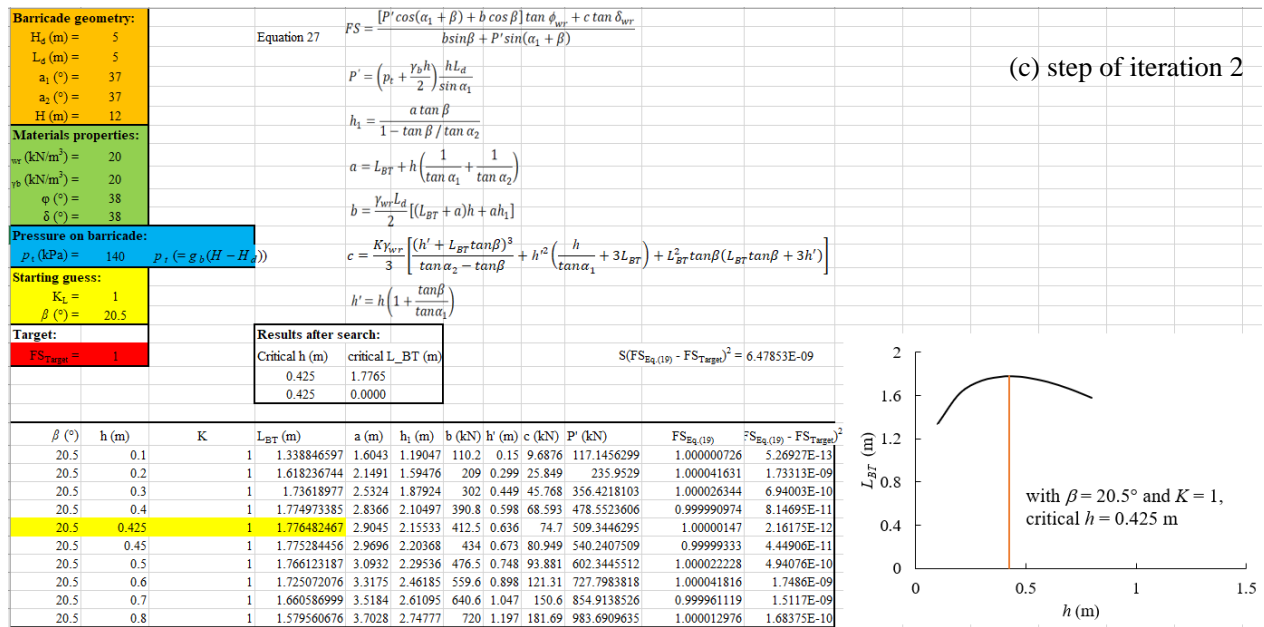 Barricade geometry:
H_d (m) = 5
L_d (m) = 5
a_1 (°) = 37
a_2 (°) = 37
H (m) = 12
Materials properties:
wr (kN/m^3) = 20
γb (kN/m^3) = 20
φ (°) = 38
δ (°) = 38
Pressure on barricade:
p_t (kPa) = 140 p_t (= g_b(H − H_d))
Starting guess:
K_L = 1
β (°) = 20.5
Target:
FS_Target = 1
Equation 27
FS = [P' cos(α_1 + β) + b cos β] tan ϕ_wr + c tan δ_wr / bsinβ + P' sin(α_1 + β)
P' = (p_t + γ_b h / 2) hL_d / sin α_1
h_1 = a tan β / 1 − tan β / tan α_2
a = L_BT + h (1 / tan α_1 + 1 / tan α_2)
b = γ_wr L_d / 2 [(L_BT + a)h + ah_1]
c = Kγ_wr / 3 [(h' + L_BT tanβ)^3 / tan α_2 − tanβ + h'^2 (h / tanα_1 + 3L_BT) + L_BT^2 tanβ(L_BT tanβ + 3h')]
h' = h (1 + tanβ / tanα_1)
(c) step of iteration 2
Results after search:
Critical h (m) critical L_BT (m)
0.425 1.7765
0.425 0.0000
S(FS_Eq.(19) - FS_Target)^2 = 6.47853E-09
β (°) h (m) K L_BT (m) a (m) h_1 (m) b (kN) h' (m) c (kN) P' (kN) FS_Eq.(19) FS_Eq.(19) - FS_Target)^2
20.5 0.1 1 1.338846597 1.6043 1.19047 110.2 0.15 9.6876 117.1456299 1.000000726 5.26927E-13
20.5 0.2 1 1.618236744 2.1491 1.59476 209 0.299 25.849 235.9529 1.000041631 1.73313E-09
20.5 0.3 1 1.73618977 2.5324 1.87924 302 0.449 45.768 356.4218103 1.000026344 6.94003E-10
20.5 0.4 1 1.774973385 2.8366 2.10497 390.8 0.598 68.593 478.5523606 0.999990974 8.14695E-11
20.5 0.425 1 1.776482467 2.9045 2.15533 412.5 0.636 74.7 509.3446295 1.00000147 2.16175E-12
20.5 0.45 1 1.775284456 2.9696 2.20368 434 0.673 80.949 540.2407509 0.99999333 4.44906E-11
20.5 0.5 1 1.766123187 3.0932 2.29536 476.5 0.748 93.881 602.3445512 1.000022228 4.94076E-10
20.5 0.6 1 1.725072076 3.3175 2.46185 559.6 0.898 121.31 727.7983818 1.000041816 1.7486E-09
20.5 0.7 1 1.660586999 3.5184 2.61095 640.6 1.047 150.6 854.9138526 0.999961119 1.5117E-09
20.5 0.8 1 1.579560676 3.7028 2.74777 720 1.197 181.69 983.6909635 1.000012976 1.68375E-10
2
1.6
1.2
0.8
0.4
0
L_BT (m)
with β = 20.5° and K = 1,
critical h = 0.425 m
0 0.5 1 1.5
h (m)